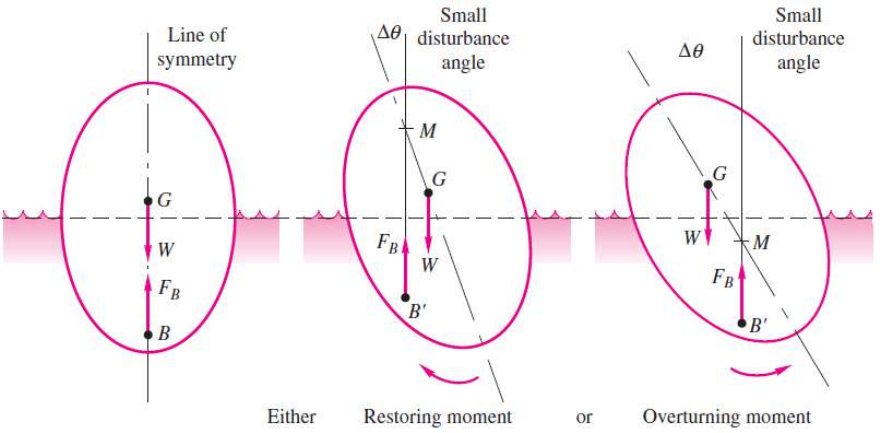 Line of
symmetry
G
W
F_B
B
Δθ
Small
disturbance
angle
M
G
F_B
W
B'
Δθ
Small
disturbance
angle
G
W
M
F_B
B'
Either
Restoring moment
or
Overturning moment